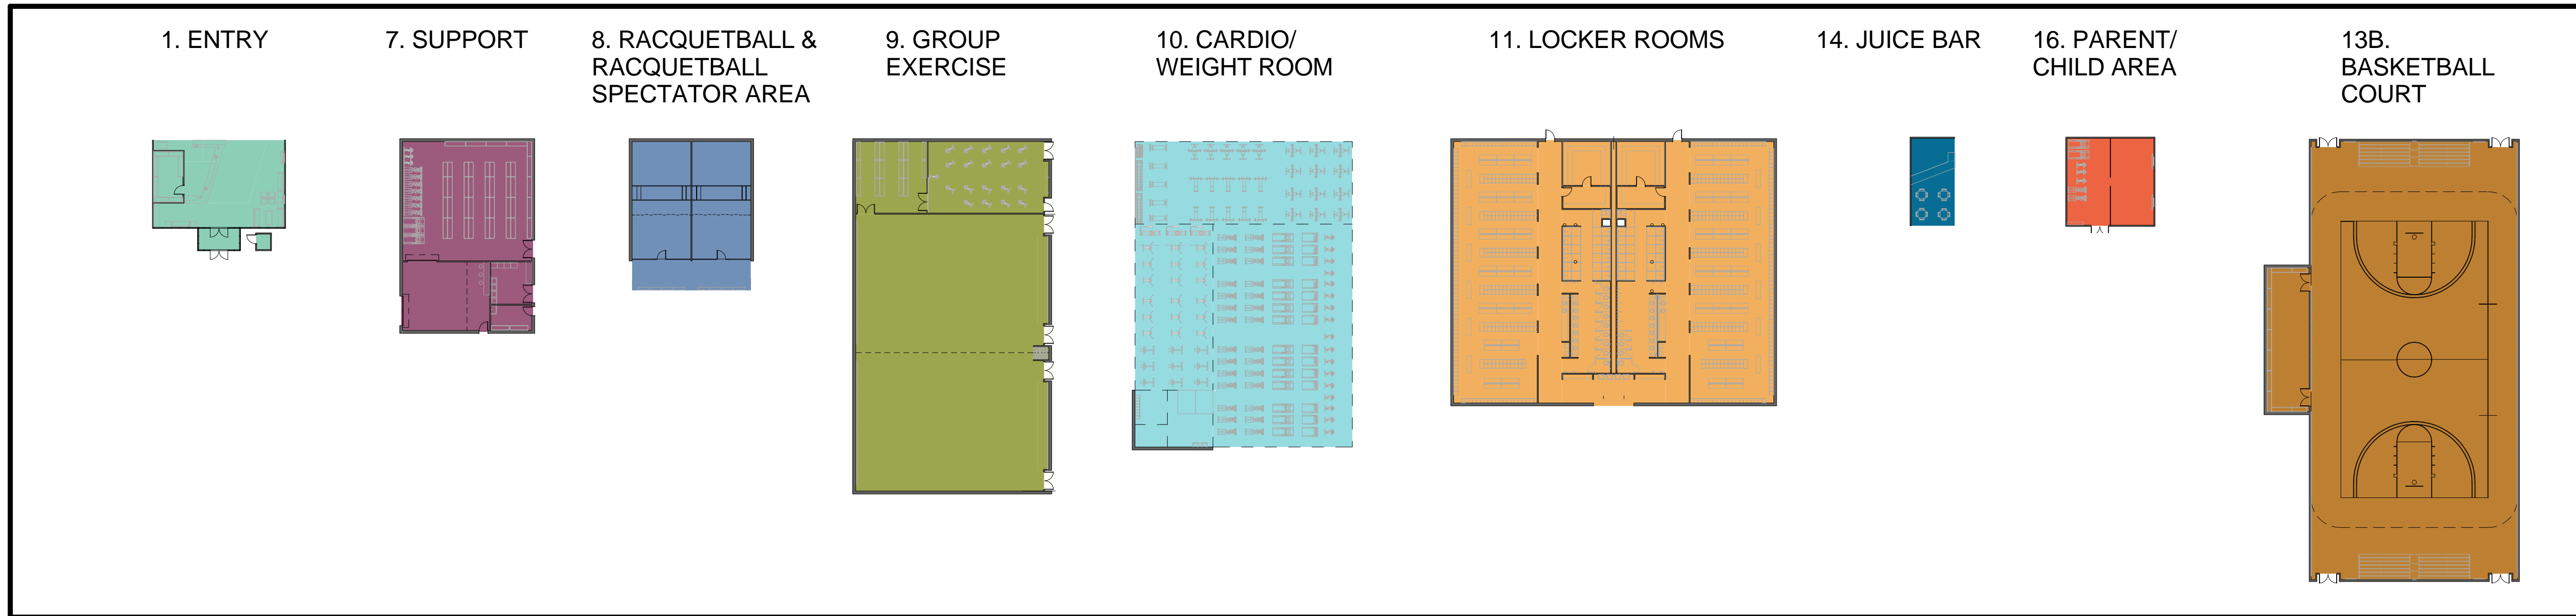 1. ENTRY
7. SUPPORT
8. RACQUETBALL &
RACQUETBALL
SPECTATOR AREA
9. GROUP
EXERCISE
10. CARDIO/
WEIGHT ROOM
11. LOCKER ROOMS
14. JUICE BAR
16. PARENT/
CHILD AREA
13B.
BASKETBALL
COURT